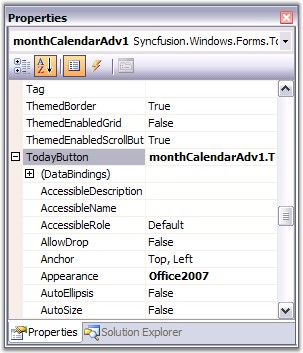 Properties
monthCalendarAdv1 Syncfusion.Windows.Forms.To
Tag
ThemedBorder True
ThemedEnabledGrid False
ThemedEnabledScrollBut True
TodayButton monthCalendarAdv1.T
(DataBindings)
AccessibleDescription
AccessibleName
AccessibleRole Default
AllowDrop False
Anchor Top, Left
Appearance Office2007
AutoEllipsis False
AutoSize False
Properties Solution Explorer